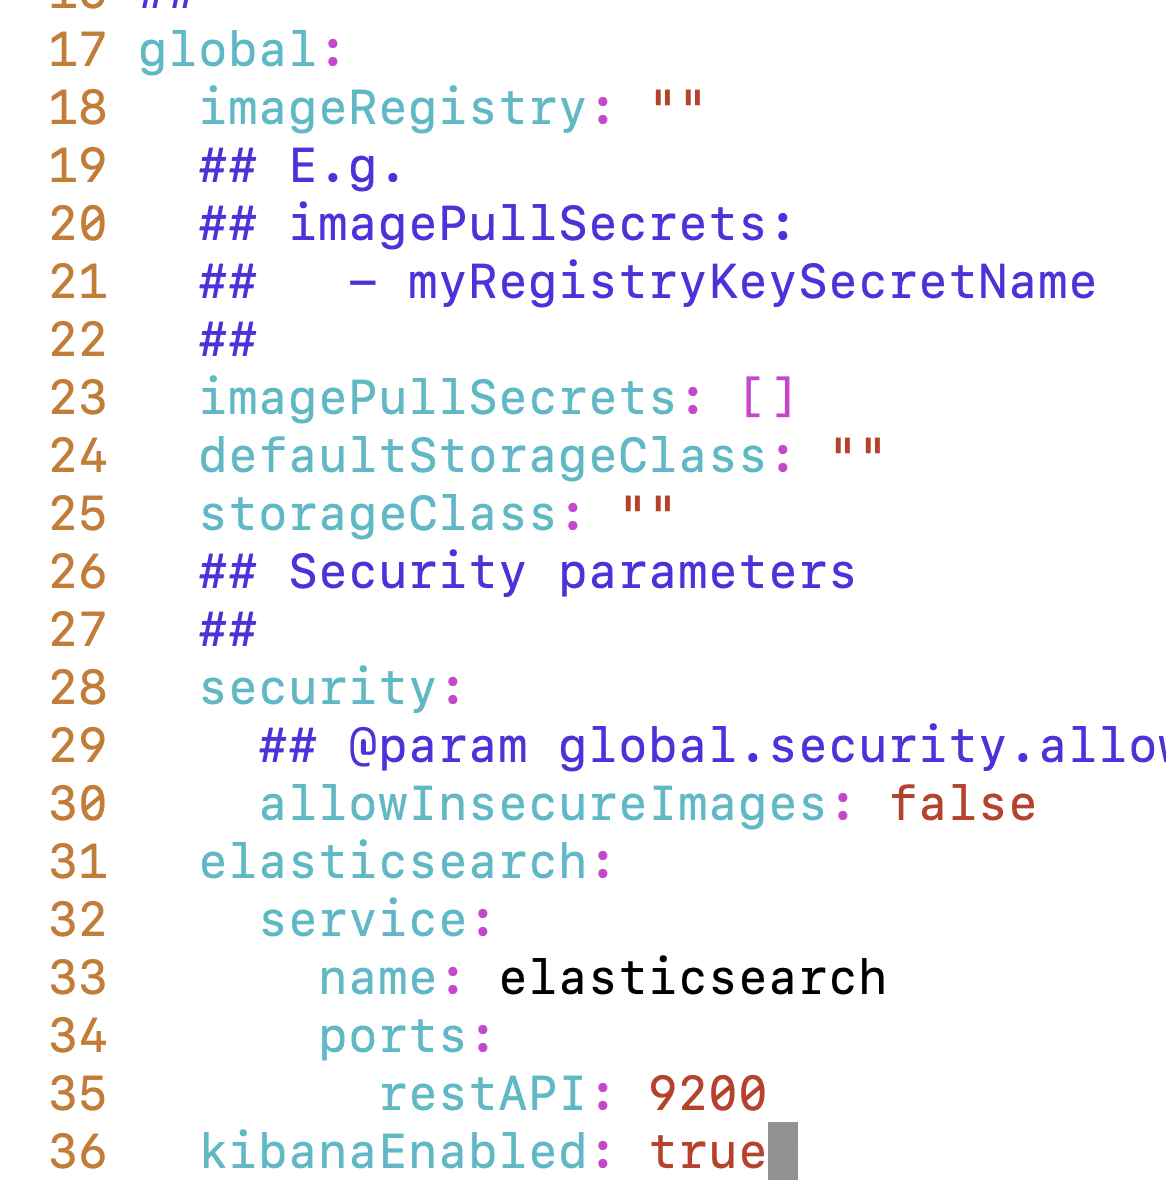 16 ##
17 global:
18   imageRegistry: ""
19   ## E.g.
20   ## imagePullSecrets:
21   ##   - myRegistryKeySecretName
22   ##
23   imagePullSecrets: []
24   defaultStorageClass: ""
25   storageClass: ""
26   ## Security parameters
27   ##
28   security:
29     ## @param global.security.allow
30     allowInsecureImages: false
31   elasticsearch:
32     service:
33       name: elasticsearch
34       ports:
35         restAPI: 9200
36   kibanaEnabled: true